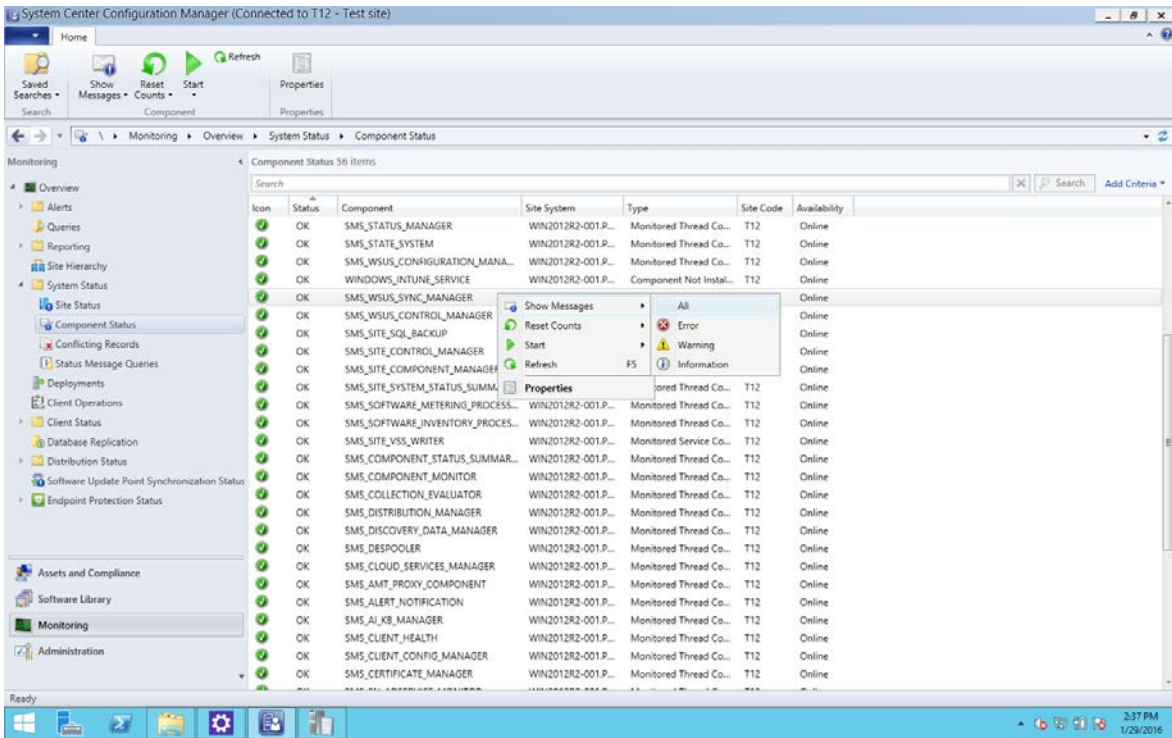 System Center Configuration Manager (Connected to T12 - Test site)
Home
Saved Searches
Show Messages
Reset Counts
Start
Refresh
Properties
Search
Component
Properties
\ Monitoring Overview System Status Component Status
Monitoring
Overview
Alerts
Queries
Reporting
Site Hierarchy
System Status
Site Status
Component Status
Conflicting Records
Status Message Queries
Deployments
Client Operations
Client Status
Database Replication
Distribution Status
Software Update Point Synchronization Status
Endpoint Protection Status
Assets and Compliance
Software Library
Monitoring
Administration
Component Status 56 items
Search
Search
Add Criteria
Icon Status Component Site System Type Site Code Availability
OK SMS_STATUS_MANAGER WIN2012R2-001.P... Monitored Thread Co... T12 Online
OK SMS_STATE_SYSTEM WIN2012R2-001.P... Monitored Thread Co... T12 Online
OK SMS_WSUS_CONFIGURATION_MANA... WIN2012R2-001.P... Monitored Thread Co... T12 Online
OK WINDOWS_INTUNE_SERVICE WIN2012R2-001.P... Component Not Instal... T12 Online
OK SMS_WSUS_SYNC_MANAGER Online
OK SMS_WSUS_CONTROL_MANAGER Online
OK SMS_SITE_SQL_BACKUP Online
OK SMS_SITE_CONTROL_MANAGER Online
OK SMS_SITE_COMPONENT_MANAGER Online
OK SMS_SITE_SYSTEM_STATUS_SUMM T12 Online
OK SMS_SOFTWARE_METERING_PROCESS... WIN2012R2-001.P... Monitored Thread Co... T12 Online
OK SMS_SOFTWARE_INVENTORY_PROCES... WIN2012R2-001.P... Monitored Thread Co... T12 Online
OK SMS_SITE_VSS_WRITER WIN2012R2-001.P... Monitored Service Co... T12 Online
OK SMS_COMPONENT_STATUS_SUMMAR... WIN2012R2-001.P... Monitored Thread Co... T12 Online
OK SMS_COMPONENT_MONITOR WIN2012R2-001.P... Monitored Thread Co... T12 Online
OK SMS_COLLECTION_EVALUATOR WIN2012R2-001.P... Monitored Thread Co... T12 Online
OK SMS_DISTRIBUTION_MANAGER WIN2012R2-001.P... Monitored Thread Co... T12 Online
OK SMS_DISCOVERY_DATA_MANAGER WIN2012R2-001.P... Monitored Thread Co... T12 Online
OK SMS_DESPOOLER WIN2012R2-001.P... Monitored Thread Co... T12 Online
OK SMS_CLOUD_SERVICES_MANAGER WIN2012R2-001.P... Monitored Thread Co... T12 Online
OK SMS_AMT_PROXY_COMPONENT WIN2012R2-001.P... Monitored Thread Co... T12 Online
OK SMS_ALERT_NOTIFICATION WIN2012R2-001.P... Monitored Thread Co... T12 Online
OK SMS_AI_KB_MANAGER WIN2012R2-001.P... Monitored Thread Co... T12 Online
OK SMS_CLIENT_HEALTH WIN2012R2-001.P... Monitored Thread Co... T12 Online
OK SMS_CLIENT_CONFIG_MANAGER WIN2012R2-001.P... Monitored Thread Co... T12 Online
OK SMS_CERTIFICATE_MANAGER WIN2012R2-001.P... Monitored Thread Co... T12 Online
Show Messages
Reset Counts
Start
Refresh F5
Properties
All
Error
Warning
Information
Ready
2:37 PM
1/29/2016